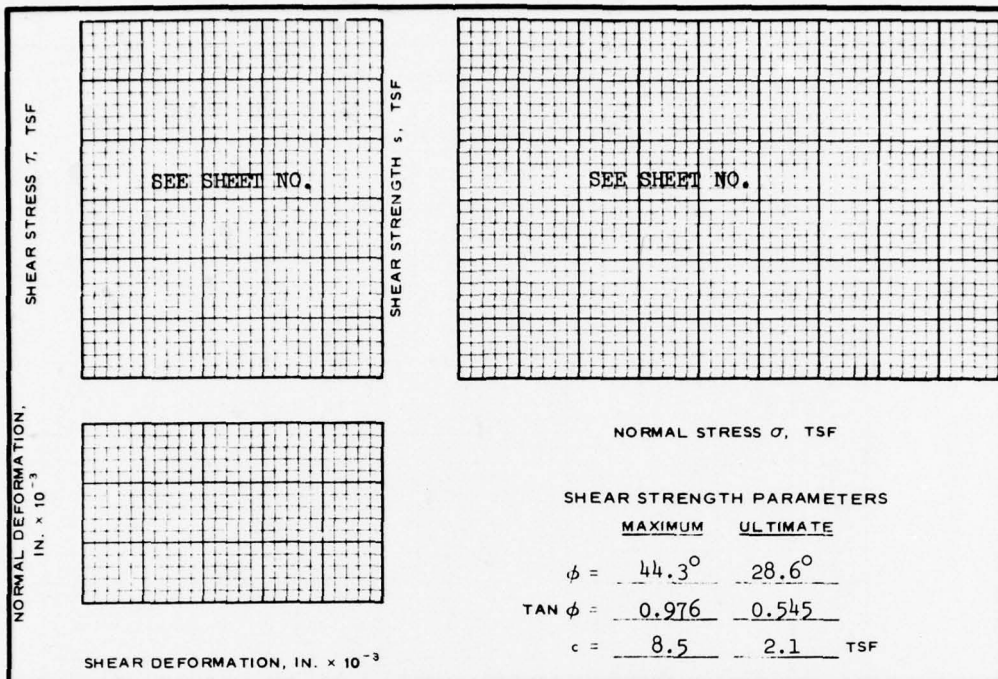 SHEAR STRESS τ, TSF
SEE SHEET NO.
SHEAR STRENGTH s, TSF
SEE SHEET NO.
NORMAL DEFORMATION,
IN. × 10⁻³
SHEAR DEFORMATION, IN. × 10⁻³
NORMAL STRESS σ, TSF
SHEAR STRENGTH PARAMETERS
MAXIMUM ULTIMATE
ϕ = 44.3° 28.6°
TAN ϕ = 0.976 0.545
c = 8.5 2.1 TSF